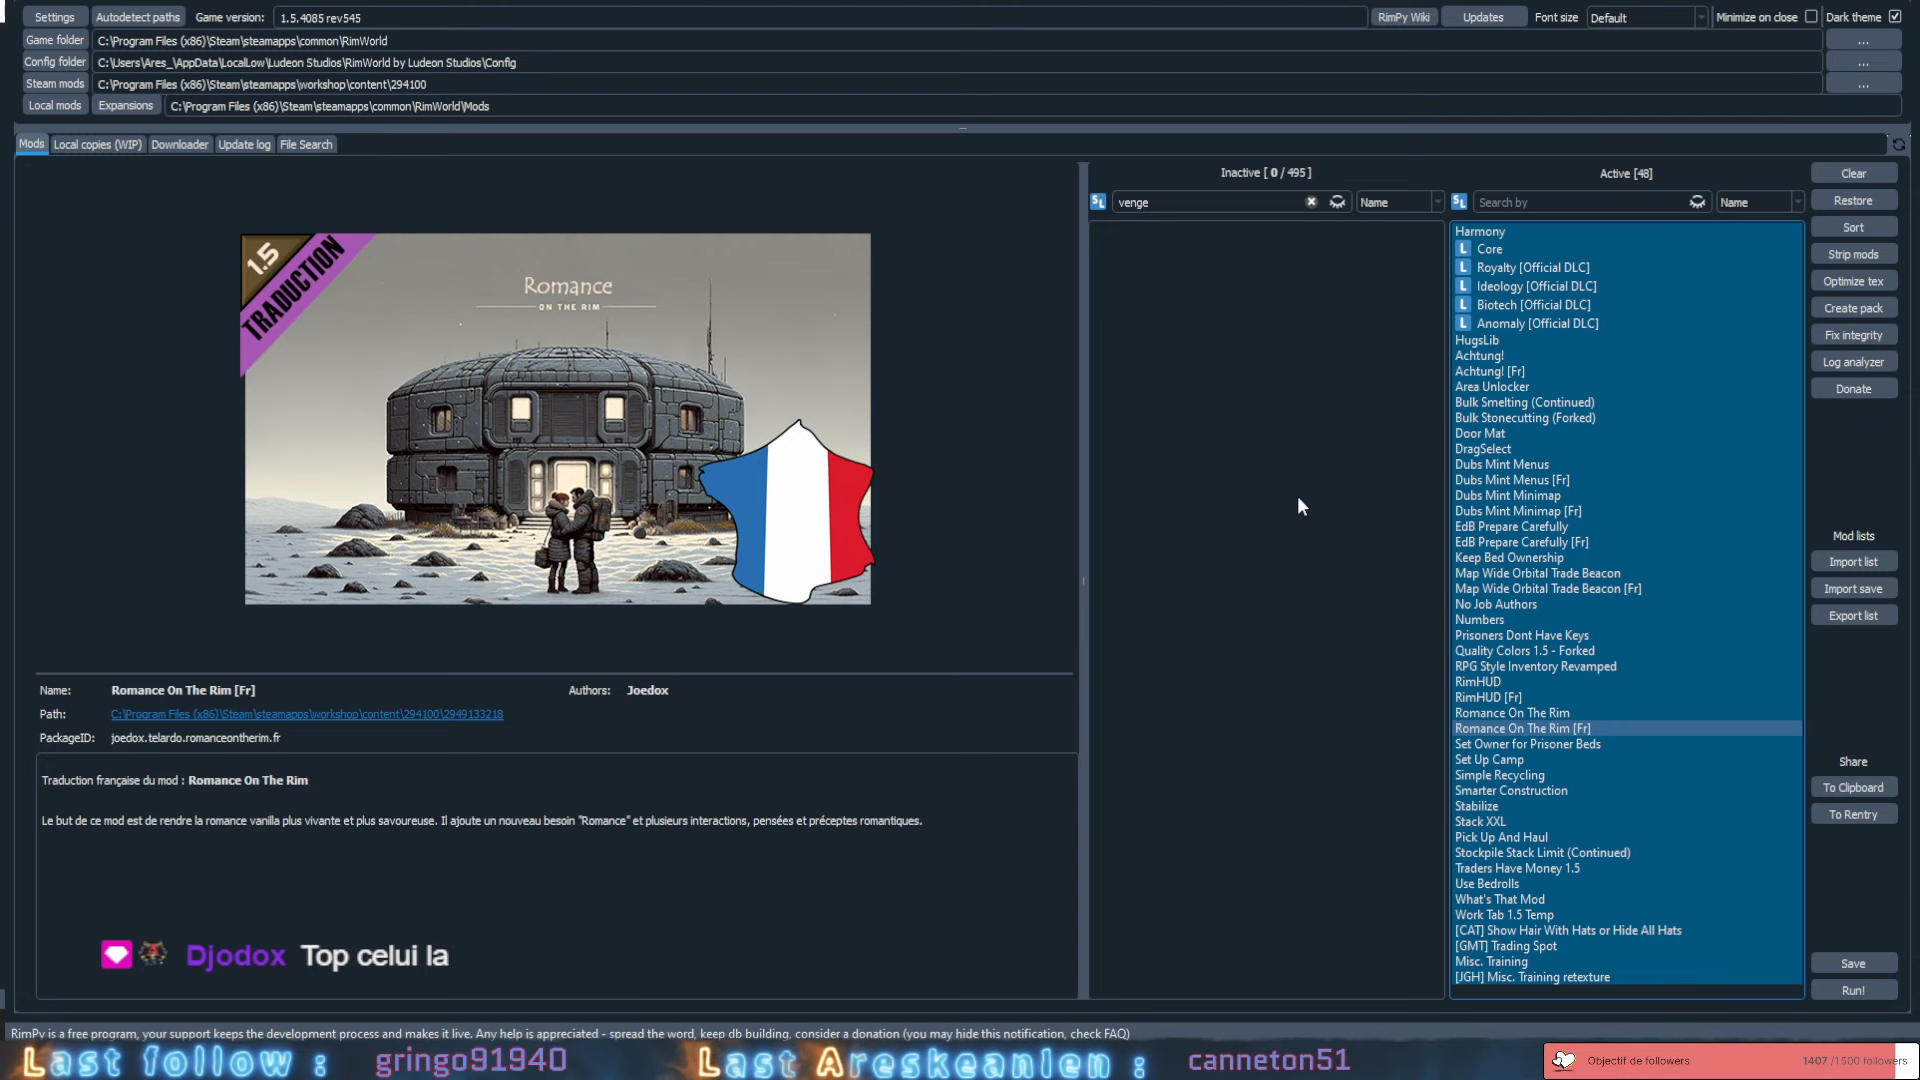 Settings Autodetect paths Game version: 1.5.4085 rev545 RimPy Wiki Updates Font size Default Minimize on close Dark theme
Game folder C:\Program Files (x86)\Steam\steamapps\common\RimWorld ...
Config folder C:\Users\Ares_\AppData\LocalLow\Ludeon Studios\RimWorld by Ludeon Studios\Config ...
Steam mods C:\Program Files (x86)\Steam\steamapps\workshop\content\294100 ...
Local mods Expansions C:\Program Files (x86)\Steam\steamapps\common\RimWorld\Mods
Mods Local copies (WIP) Downloader Update log File Search
1.5
TRADUCTION
Romance
ON THE RIM
Name: Romance On The Rim [Fr] Authors: Joedox
Path: C:\Program Files (x86)\Steam\steamapps\workshop\content\294100\2949133218
PackageID: joedox.telardo.romanceontherim.fr
Traduction française du mod : Romance On The Rim
Le but de ce mod est de rendre la romance vanilla plus vivante et plus savoureuse. Il ajoute un nouveau besoin "Romance" et plusieurs interactions, pensées et préceptes romantiques.
Djodox Top celui la
Inactive [ 0 / 495 ]
SL venge Name
Active [48]
SL Search by Name
Harmony
L Core
L Royalty [Official DLC]
L Ideology [Official DLC]
L Biotech [Official DLC]
L Anomaly [Official DLC]
HugsLib
Achtung!
Achtung! [Fr]
Area Unlocker
Bulk Smelting (Continued)
Bulk Stonecutting (Forked)
Door Mat
DragSelect
Dubs Mint Menus
Dubs Mint Menus [Fr]
Dubs Mint Minimap
Dubs Mint Minimap [Fr]
EdB Prepare Carefully
EdB Prepare Carefully [Fr]
Keep Bed Ownership
Map Wide Orbital Trade Beacon
Map Wide Orbital Trade Beacon [Fr]
No Job Authors
Numbers
Prisoners Dont Have Keys
Quality Colors 1.5 - Forked
RPG Style Inventory Revamped
RimHUD
RimHUD [Fr]
Romance On The Rim
Romance On The Rim [Fr]
Set Owner for Prisoner Beds
Set Up Camp
Simple Recycling
Smarter Construction
Stabilize
Stack XXL
Pick Up And Haul
Stockpile Stack Limit (Continued)
Traders Have Money 1.5
Use Bedrolls
What's That Mod
Work Tab 1.5 Temp
[CAT] Show Hair With Hats or Hide All Hats
[GMT] Trading Spot
Misc. Training
[JGH] Misc. Training retexture
Clear
Restore
Sort
Strip mods
Optimize tex
Create pack
Fix integrity
Log analyzer
Donate
Mod lists
Import list
Import save
Export list
Share
To Clipboard
To Rentry
Save
Run!
RimPy is a free program, your support keeps the development process and makes it live. Any help is appreciated - spread the word, keep db building, consider a donation (you may hide this notification, check FAQ)
Last follow : gringo91940 Last Areskeanien : canneton51
Objectif de followers 1407 /1500 followers